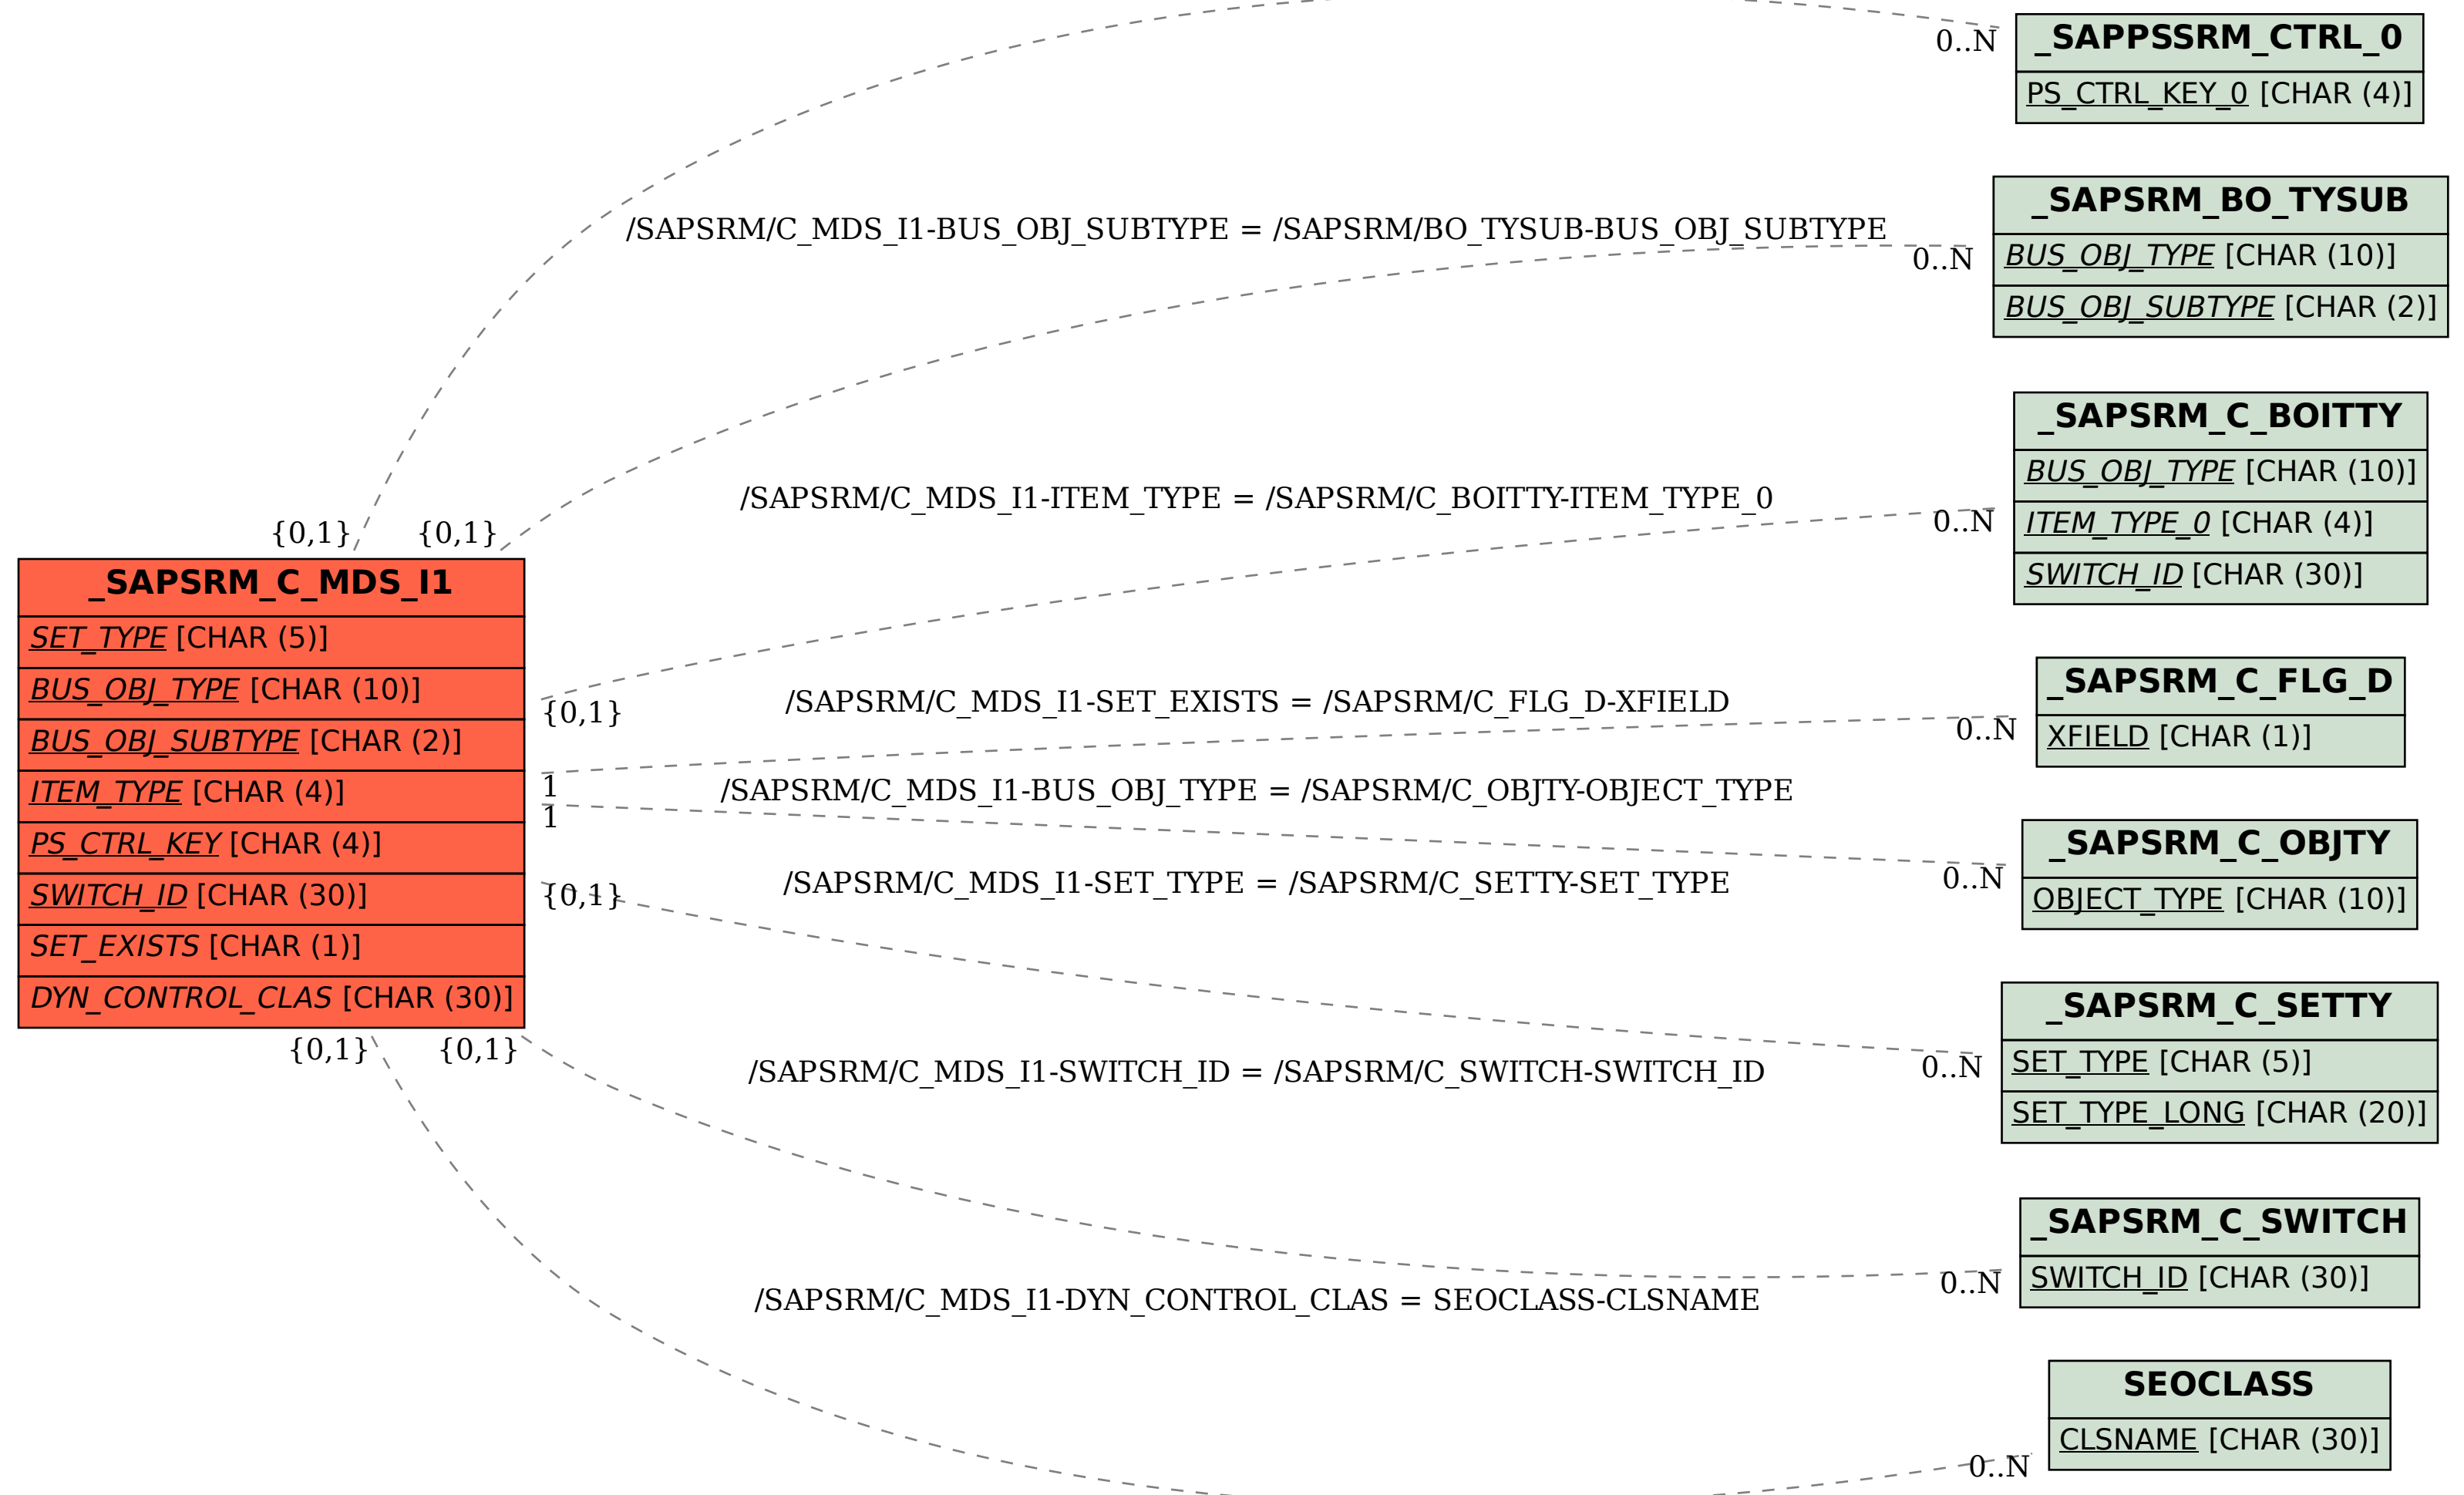 0..N
_SAPPSSRM_CTRL_0
PS_CTRL_KEY_0 [CHAR (4)]
/SAPSRM/C_MDS_I1-BUS_OBJ_SUBTYPE = /SAPSRM/BO_TYSUB-BUS_OBJ_SUBTYPE
0..N
_SAPSRM_BO_TYSUB
BUS_OBJ_TYPE [CHAR (10)]
BUS_OBJ_SUBTYPE [CHAR (2)]
/SAPSRM/C_MDS_I1-ITEM_TYPE = /SAPSRM/C_BOITTY-ITEM_TYPE_0
0..N
_SAPSRM_C_BOITTY
BUS_OBJ_TYPE [CHAR (10)]
ITEM_TYPE_0 [CHAR (4)]
SWITCH_ID [CHAR (30)]
{0,1}
{0,1}
_SAPSRM_C_MDS_I1
SET_TYPE [CHAR (5)]
BUS_OBJ_TYPE [CHAR (10)]
BUS_OBJ_SUBTYPE [CHAR (2)]
ITEM_TYPE [CHAR (4)]
PS_CTRL_KEY [CHAR (4)]
SWITCH_ID [CHAR (30)]
SET_EXISTS [CHAR (1)]
DYN_CONTROL_CLAS [CHAR (30)]
{0,1}
/SAPSRM/C_MDS_I1-SET_EXISTS = /SAPSRM/C_FLG_D-XFIELD
0..N
_SAPSRM_C_FLG_D
XFIELD [CHAR (1)]
1
/SAPSRM/C_MDS_I1-BUS_OBJ_TYPE = /SAPSRM/C_OBJTY-OBJECT_TYPE
1
0..N
_SAPSRM_C_OBJTY
OBJECT_TYPE [CHAR (10)]
{0,1}
/SAPSRM/C_MDS_I1-SET_TYPE = /SAPSRM/C_SETTY-SET_TYPE
0..N
_SAPSRM_C_SETTY
SET_TYPE [CHAR (5)]
SET_TYPE_LONG [CHAR (20)]
{0,1}
{0,1}
/SAPSRM/C_MDS_I1-SWITCH_ID = /SAPSRM/C_SWITCH-SWITCH_ID
0..N
_SAPSRM_C_SWITCH
SWITCH_ID [CHAR (30)]
/SAPSRM/C_MDS_I1-DYN_CONTROL_CLAS = SEOCLASS-CLSNAME
0..N
SEOCLASS
CLSNAME [CHAR (30)]